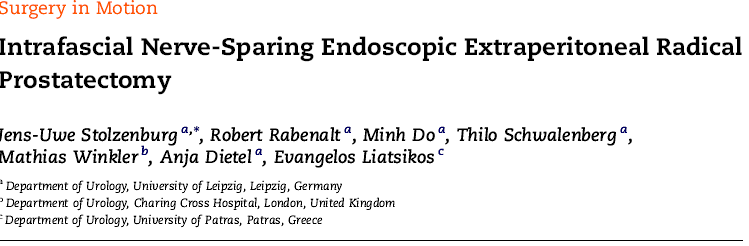 Surgery in Motion
Intrafascial Nerve-Sparing Endoscopic Extraperitoneal Radical
Prostatectomy
Jens-Uwe Stolzenburg a,*, Robert Rabenalt a, Minh Do a, Thilo Schwalenberg a,
Mathias Winkler b, Anja Dietel a, Evangelos Liatsikos c
a Department of Urology, University of Leipzig, Leipzig, Germany
b Department of Urology, Charing Cross Hospital, London, United Kingdom
c Department of Urology, University of Patras, Patras, Greece